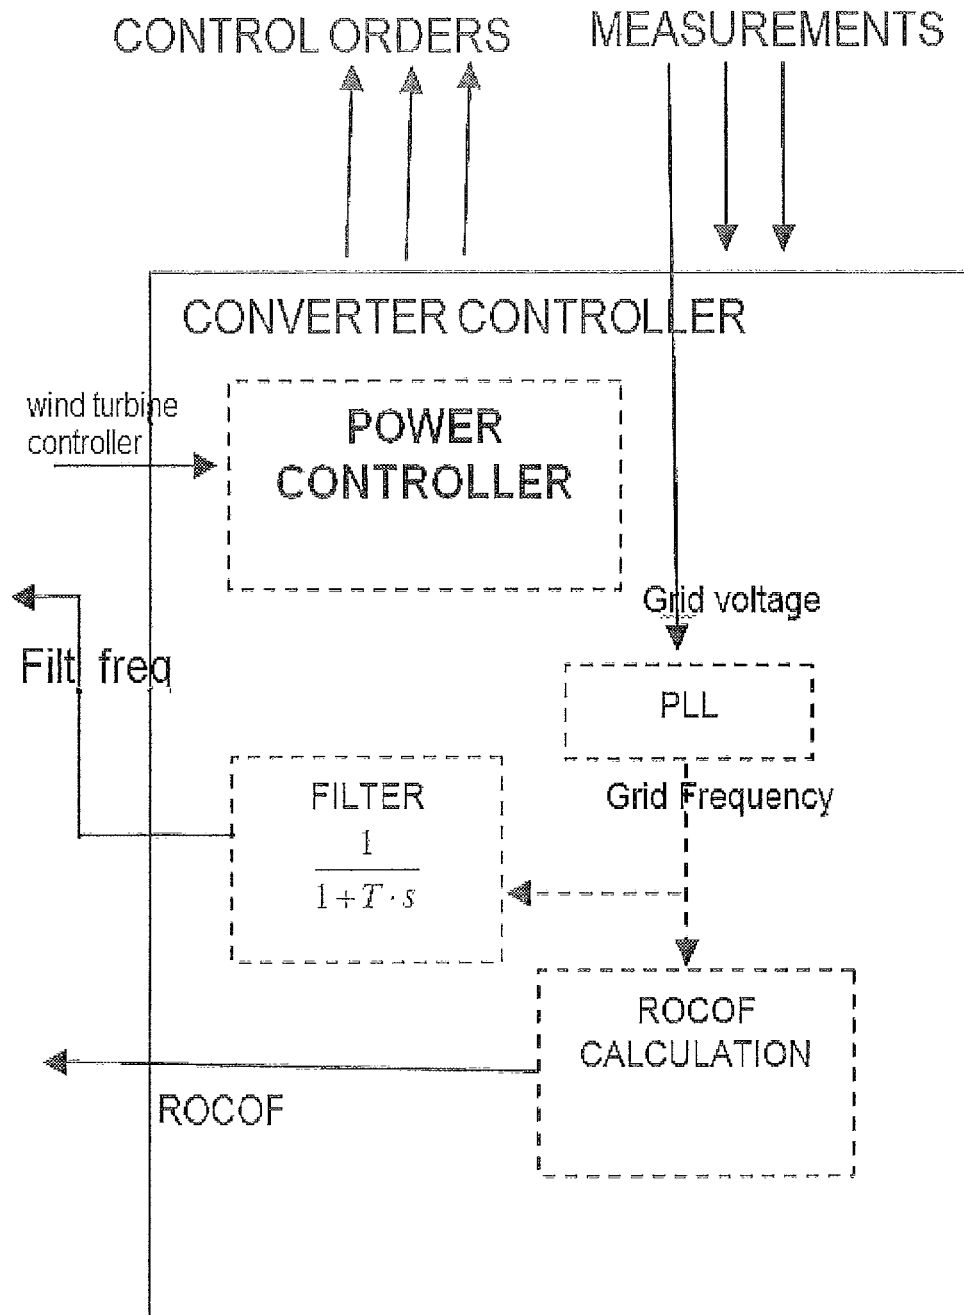 CONTROL ORDERS
MEASUREMENTS
CONVERTER CONTROLLER
wind turbine
controller
POWER
CONTROLLER
Grid voltage
Filt freq
PLL
Grid Frequency
FILTER
1
1+T·s
ROCOF
CALCULATION
ROCOF